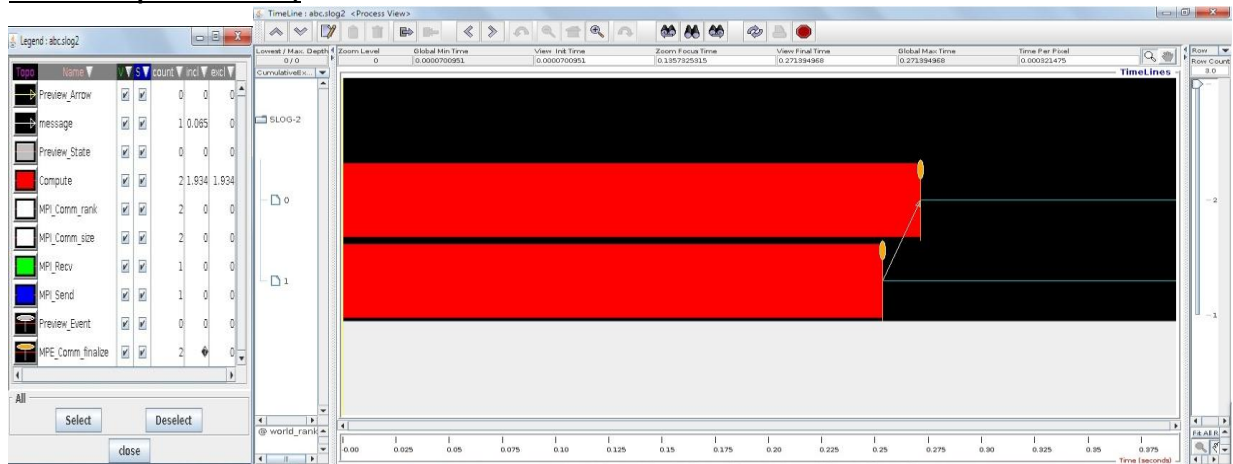 Legend : abc.slog2
Topo Name V S count incl excl
Preview_Arrow 0 0 0
message 1 0.065 0
Preview_State 0 0 0
Compute 2 1.934 1.934
MPI_Comm_rank 2 0 0
MPI_Comm_size 2 0 0
MPI_Recv 1 0 0
MPI_Send 1 0 0
Preview_Event 0 0 0
MPE_Comm_finalize 2 0
All
Select Deselect
close
TimeLine : abc.slog2 <Process View>
Lowest / Max. Depth Zoom Level Global Min Time View Init Time Zoom Focus Time View Final Time Global Max Time Time Per Pixel
0 / 0 0 0.0000700951 0.0000700951 0.1357325315 0.271394968 0.271394968 0.000321475
Row
Row Count
3.0
CumulativeEx...
TimeLines
SLOG-2
0
1
2
1
@ world_rank
Fit All R
0.00 0.025 0.05 0.075 0.10 0.125 0.15 0.175 0.20 0.225 0.25 0.275 0.30 0.325 0.35 0.375
Time (seconds)